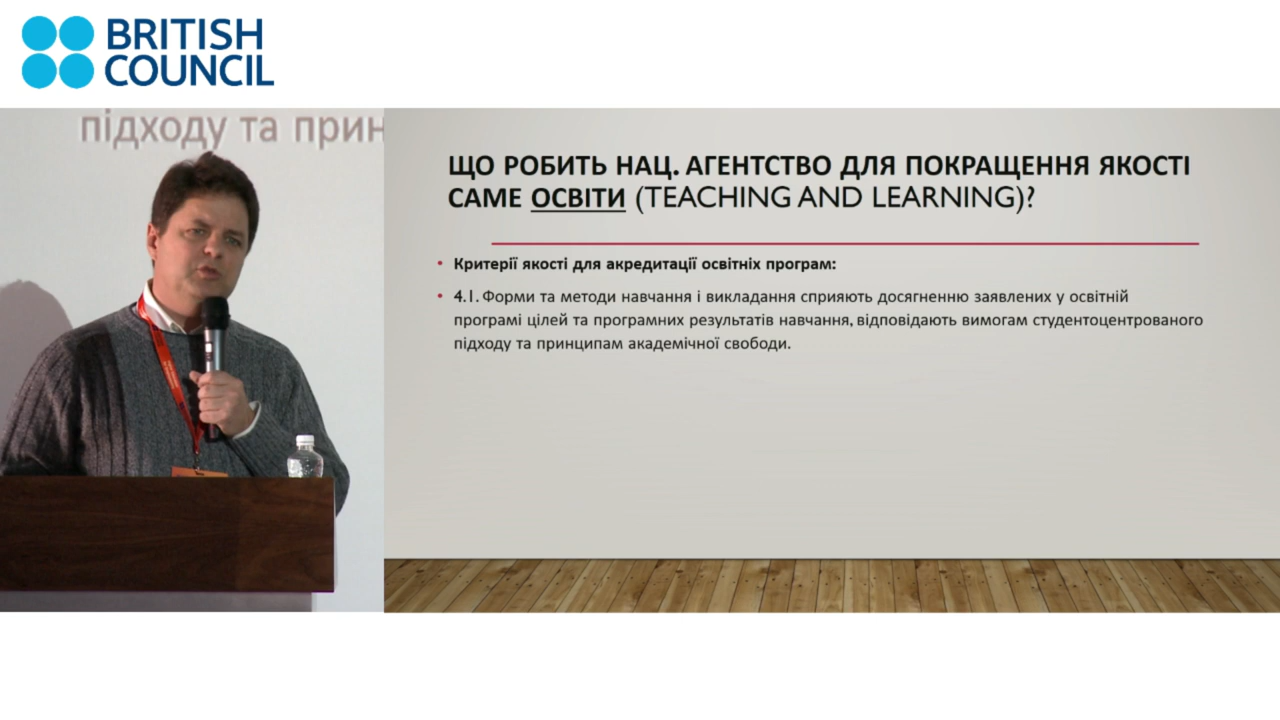 BRITISH
COUNCIL
підходу та прин
ЩО РОБИТЬ НАЦ. АГЕНТСТВО ДЛЯ ПОКРАЩЕННЯ ЯКОСТІ
САМЕ ОСВІТИ (TEACHING AND LEARNING)?
• Критерії якості для акредитації освітніх програм:
• 4.1. Форми та методи навчання і викладання сприяють досягненню заявлених у освітній
програмі цілей та програмних результатів навчання, відповідають вимогам студентоцентрованого
підходу та принципам академічної свободи.